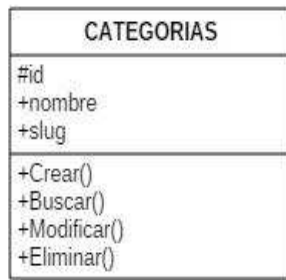 CATEGORIAS
#id
+nombre
+slug
+Crear()
+Buscar()
+Modificar()
+Eliminar()